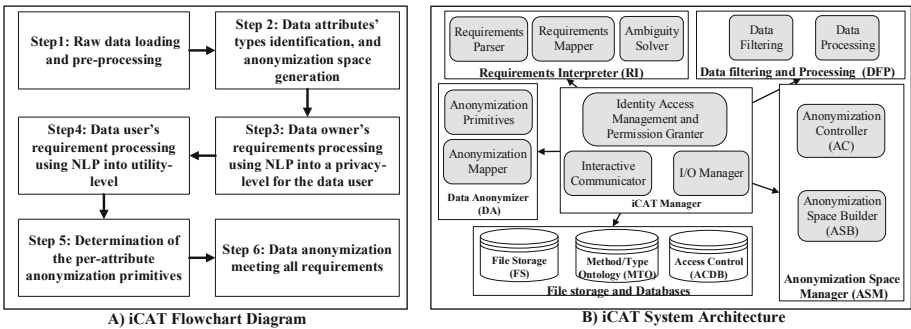 Step1: Raw data loading
and pre-processing
Step 2: Data attributes'
types identification, and
anonymization space
generation
Step4: Data user's
requirement processing
using NLP into utility-
level
Step3: Data owner's
requirements processing
using NLP into a privacy-
level for the data user
Step 5: Determination of
the per-attribute
anonymization primitives
Step 6: Data anonymization
meeting all requirements
A) iCAT Flowchart Diagram
Requirements
Parser
Requirements
Mapper
Ambiguity
Solver
Requirements Interpreter (RI)
Data
Filtering
Data
Processing
Data filtering and Processing (DFP)
Anonymization
Primitives
Anonymization
Mapper
Data Anonymizer
(DA)
Identity Access
Management and
Permission Granter
Interactive
Communicator
I/O Manager
iCAT Manager
Anonymization
Controller
(AC)
Anonymization
Space Builder
(ASB)
Anonymization Space
Manager (ASM)
File Storage
(FS)
Method/Type
Ontology (MTO)
Access Control
(ACDB)
File storage and Databases
B) iCAT System Architecture